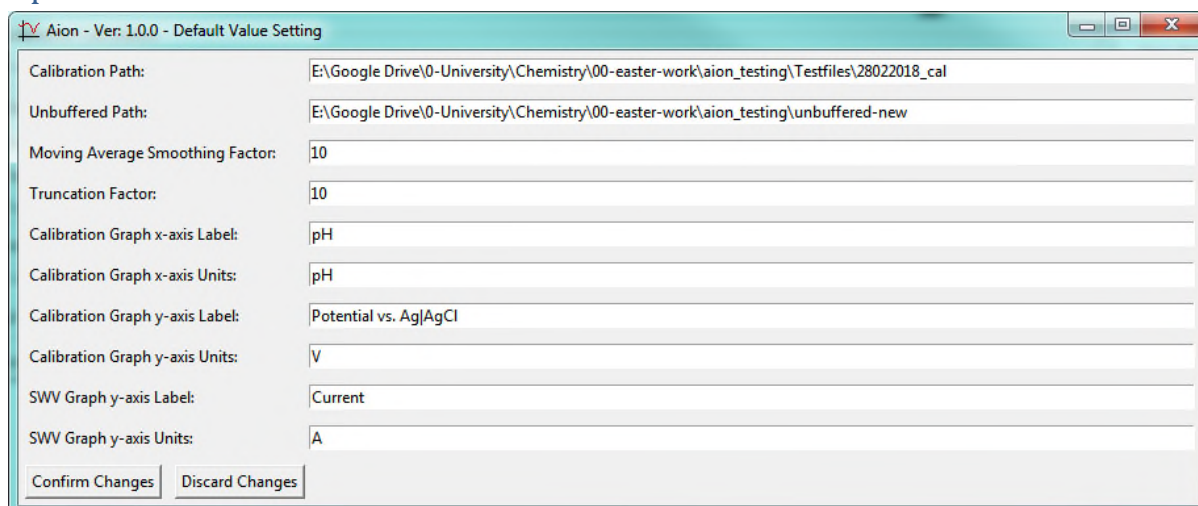 Aion - Ver: 1.0.0 - Default Value Setting
Calibration Path: E:\Google Drive\0-University\Chemistry\00-easter-work\aion_testing\Testfiles\28022018_cal
Unbuffered Path: E:\Google Drive\0-University\Chemistry\00-easter-work\aion_testing\unbuffered-new
Moving Average Smoothing Factor: 10
Truncation Factor: 10
Calibration Graph x-axis Label: pH
Calibration Graph x-axis Units: pH
Calibration Graph y-axis Label: Potential vs. Ag|AgCl
Calibration Graph y-axis Units: V
SWV Graph y-axis Label: Current
SWV Graph y-axis Units: A
Confirm Changes Discard Changes